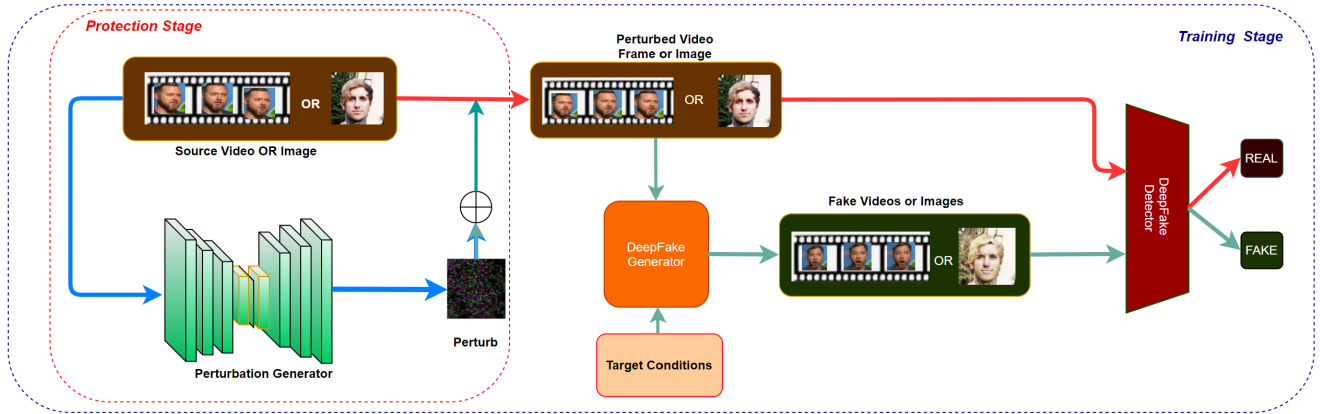 Protection Stage
Training Stage
Perturbed Video
Frame or Image
OR
Source Video OR Image
OR
Perturbation Generator
Perturb
DeepFake
Generator
Target Conditions
Fake Videos or Images
OR
DeepFake
Detector
REAL
FAKE